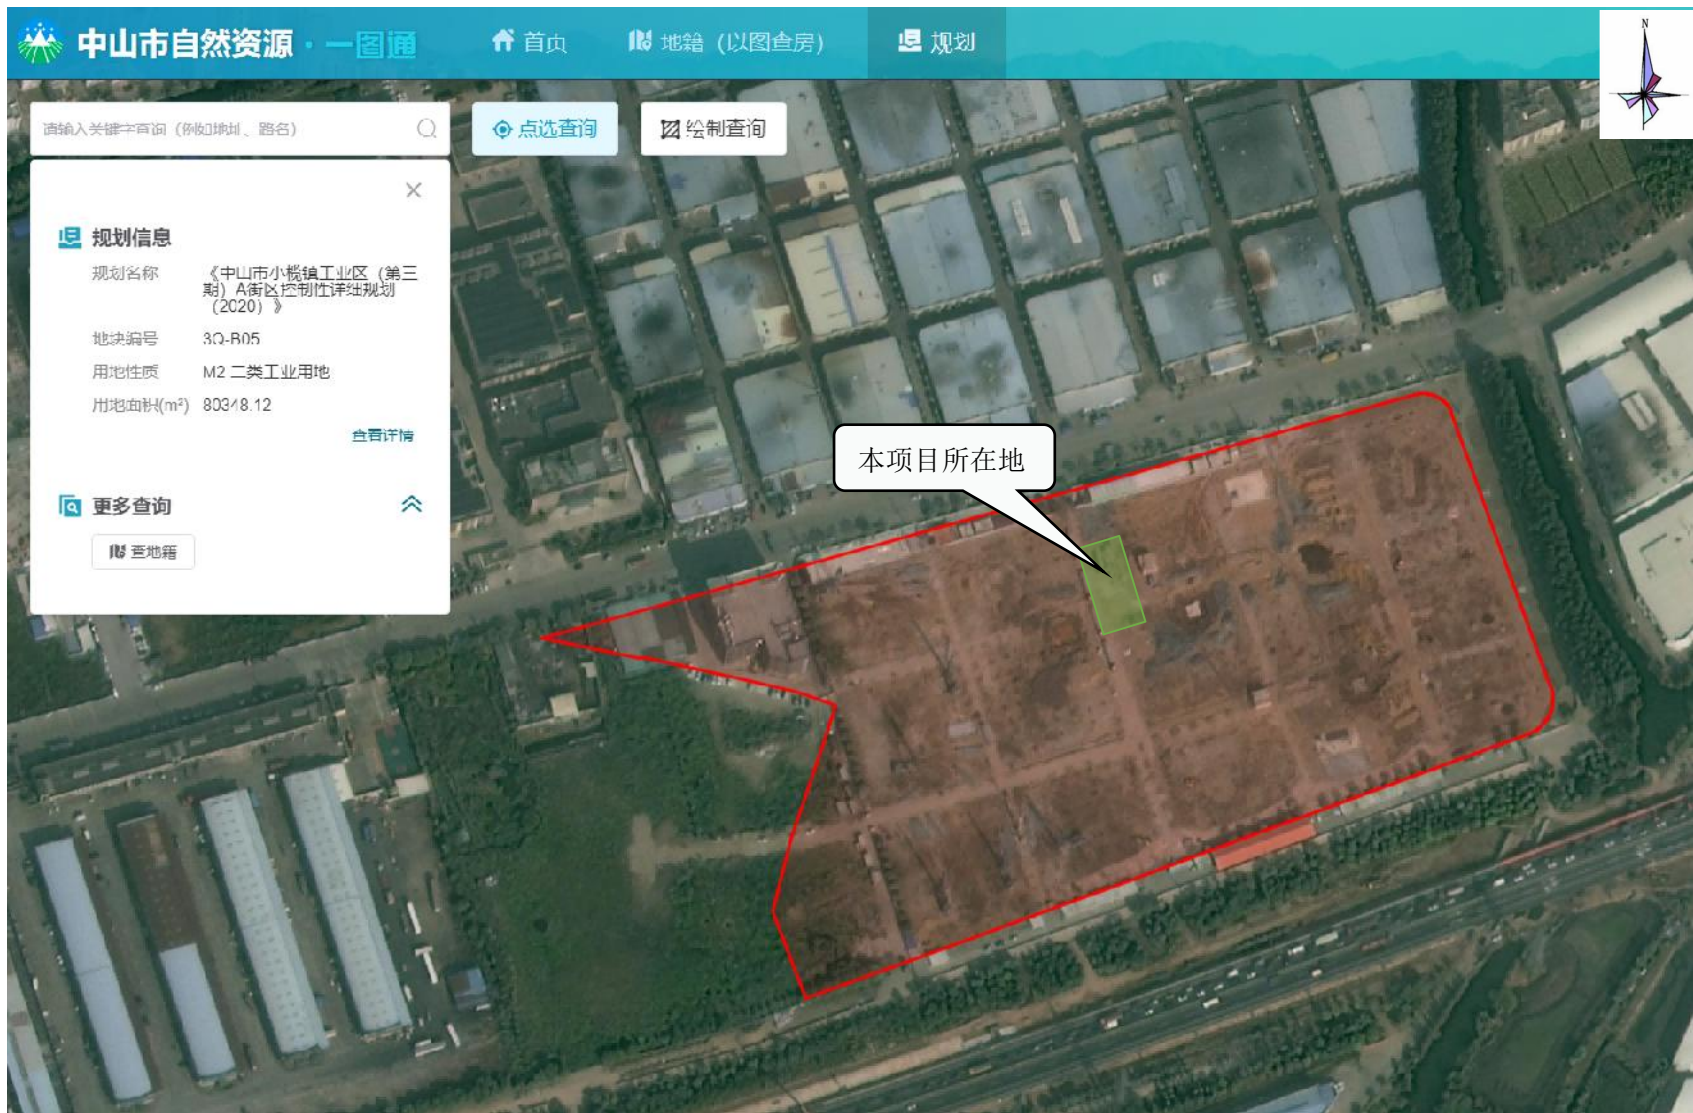 中山市自然资源·一图通
首页
地籍（以图查房）
规划
N
请输入关键字查询（例如地址、路名）
点选查询
绘制查询
规划信息
规划名称
《中山市小榄镇工业区（第三
期）A街区控制性详细规划
（2020）》
地块编号
3Q-B05
用地性质
M2 二类工业用地
用地面积(m²)
80348.12
查看详情
更多查询
查地籍
本项目所在地